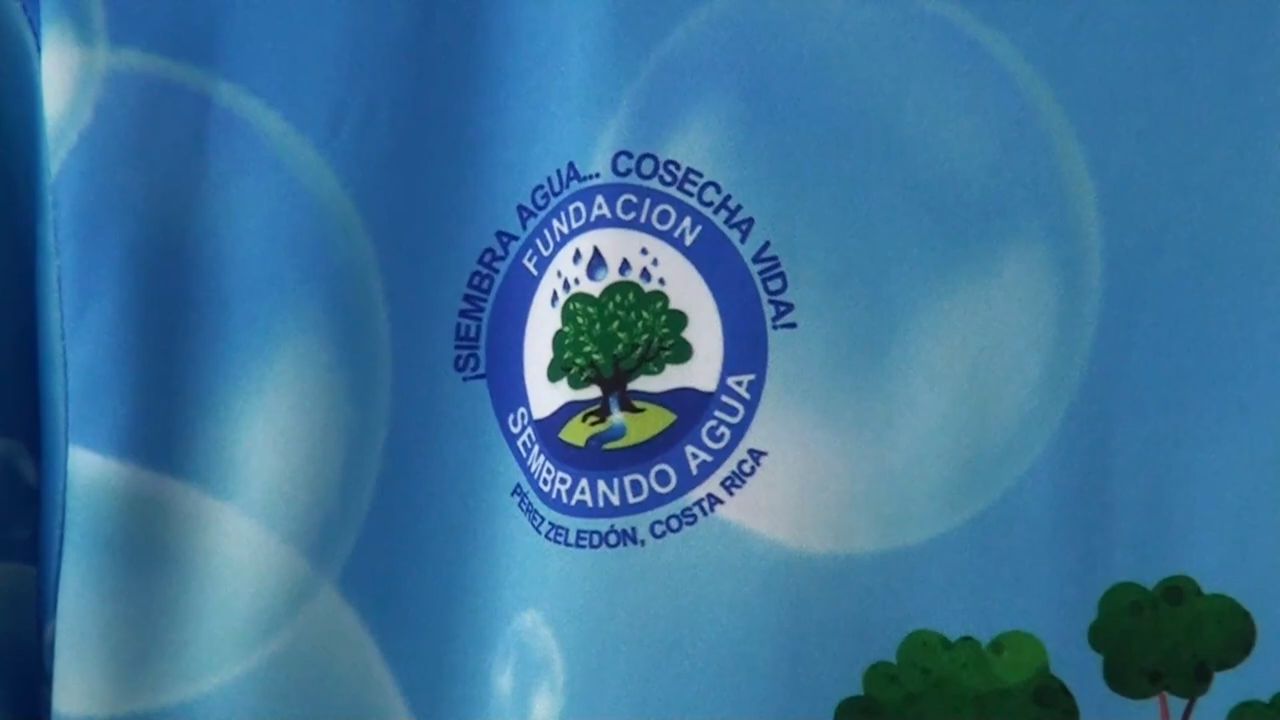 ¡SIEMBRA AGUA... COSECHA VIDA!
FUNDACION
SEMBRANDO AGUA
PÉREZ ZELEDÓN, COSTA RICA